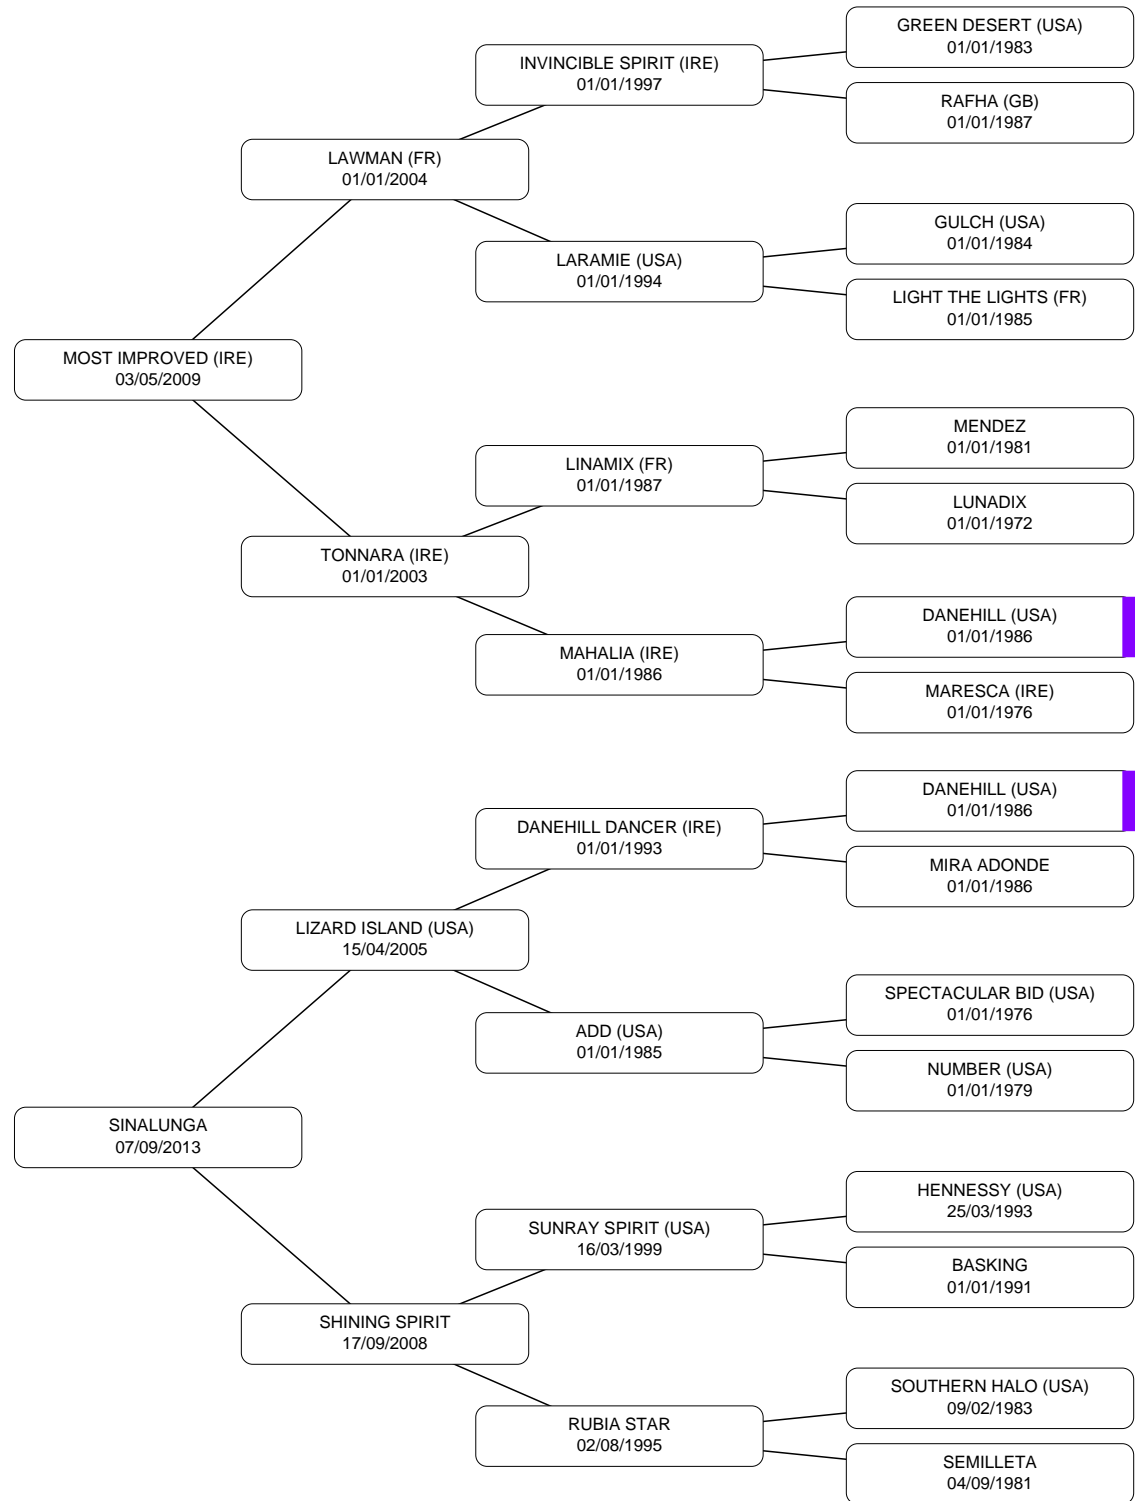 GREEN DESERT (USA)
01/01/1983
INVINCIBLE SPIRIT (IRE)
01/01/1997
RAFHA (GB)
01/01/1987
LAWMAN (FR)
01/01/2004
GULCH (USA)
01/01/1984
LARAMIE (USA)
01/01/1994
LIGHT THE LIGHTS (FR)
01/01/1985
MOST IMPROVED (IRE)
03/05/2009
MENDEZ
01/01/1981
LINAMIX (FR)
01/01/1987
LUNADIX
01/01/1972
TONNARA (IRE)
01/01/2003
DANEHILL (USA)
01/01/1986
MAHALIA (IRE)
01/01/1986
MARESCA (IRE)
01/01/1976
DANEHILL (USA)
01/01/1986
DANEHILL DANCER (IRE)
01/01/1993
MIRA ADONDE
01/01/1986
LIZARD ISLAND (USA)
15/04/2005
SPECTACULAR BID (USA)
01/01/1976
ADD (USA)
01/01/1985
NUMBER (USA)
01/01/1979
SINALUNGA
07/09/2013
HENNESSY (USA)
25/03/1993
SUNRAY SPIRIT (USA)
16/03/1999
BASKING
01/01/1991
SHINING SPIRIT
17/09/2008
SOUTHERN HALO (USA)
09/02/1983
RUBIA STAR
02/08/1995
SEMILLETA
04/09/1981